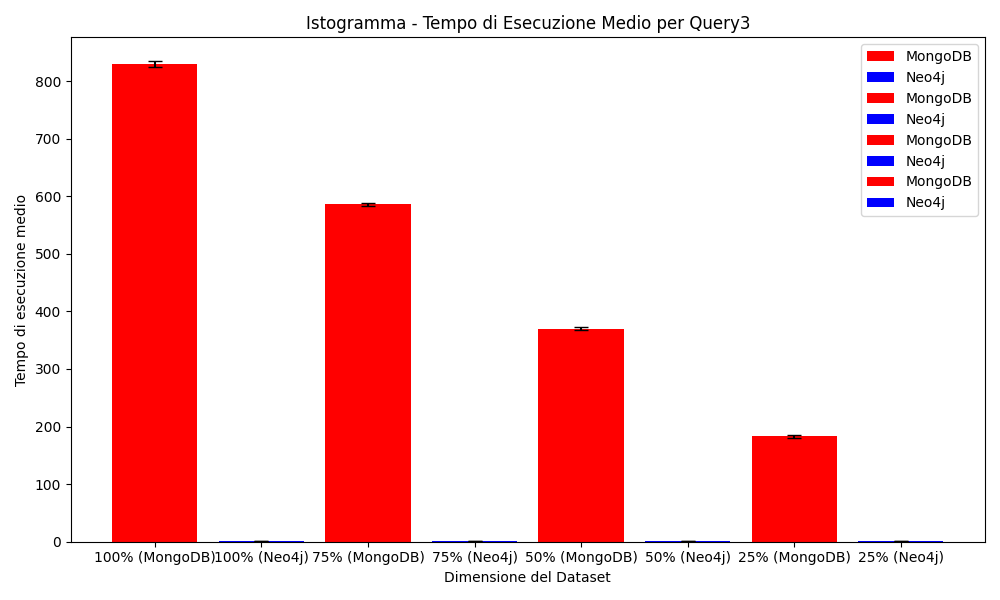 Istogramma - Tempo di Esecuzione Medio per Query3
MongoDB
Neo4j
MongoDB
Neo4j
MongoDB
Neo4j
MongoDB
Neo4j
Tempo di esecuzione medio
800
700
600
500
400
300
200
100
0
100% (MongoDB)
100% (Neo4j)
75% (MongoDB)
75% (Neo4j)
50% (MongoDB)
50% (Neo4j)
25% (MongoDB)
25% (Neo4j)
Dimensione del Dataset